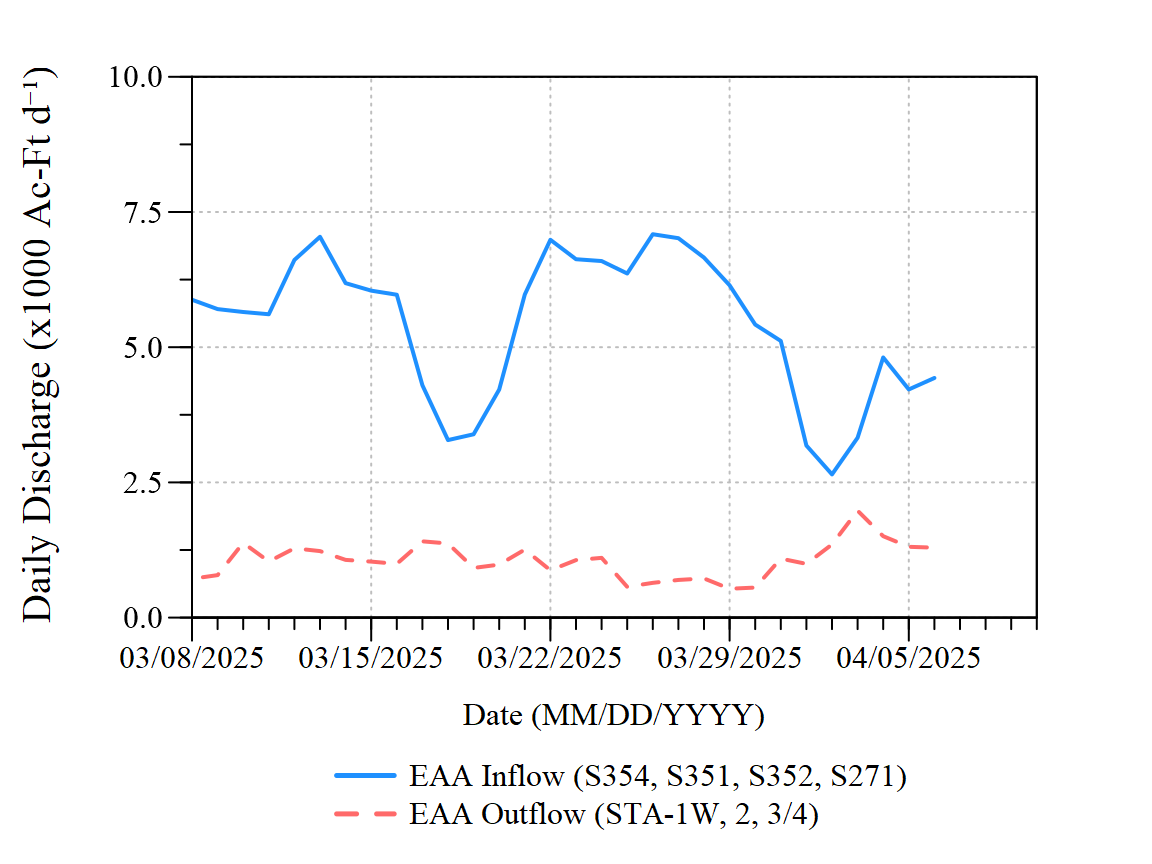 Daily Discharge (x1000 Ac-Ft d⁻¹)
10.0
7.5
5.0
2.5
0.0
03/08/2025 03/15/2025 03/22/2025 03/29/2025 04/05/2025
Date (MM/DD/YYYY)
EAA Inflow (S354, S351, S352, S271)
EAA Outflow (STA-1W, 2, 3/4)